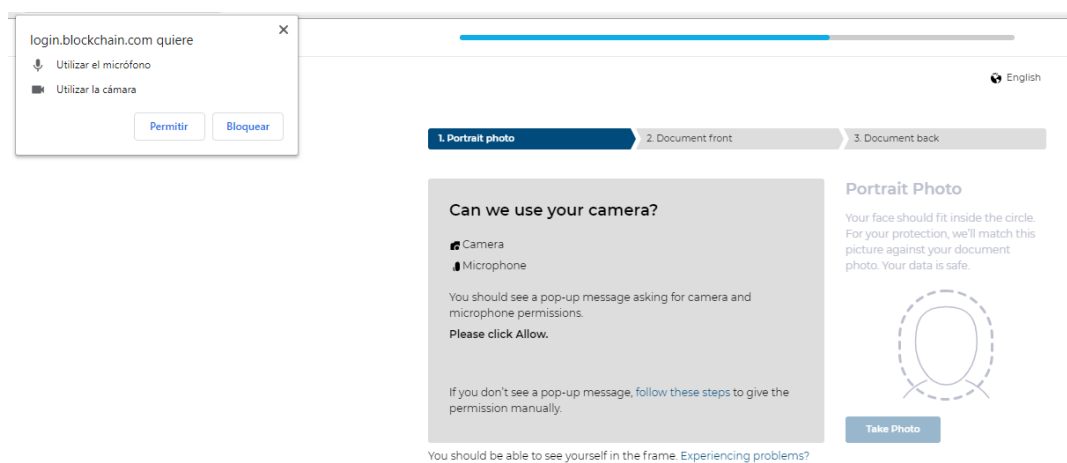 login.blockchain.com quiere
Utilizar el micrófono
Utilizar la cámara
Permitir
Bloquear
English
1. Portrait photo
2. Document front
3. Document back
Can we use your camera?
Camera
Microphone
You should see a pop-up message asking for camera and
microphone permissions.
Please click Allow.
If you don't see a pop-up message, follow these steps to give the
permission manually.
Portrait Photo
Your face should fit inside the circle.
For your protection, we'll match this
picture against your document
photo. Your data is safe.
Take Photo
You should be able to see yourself in the frame. Experiencing problems?